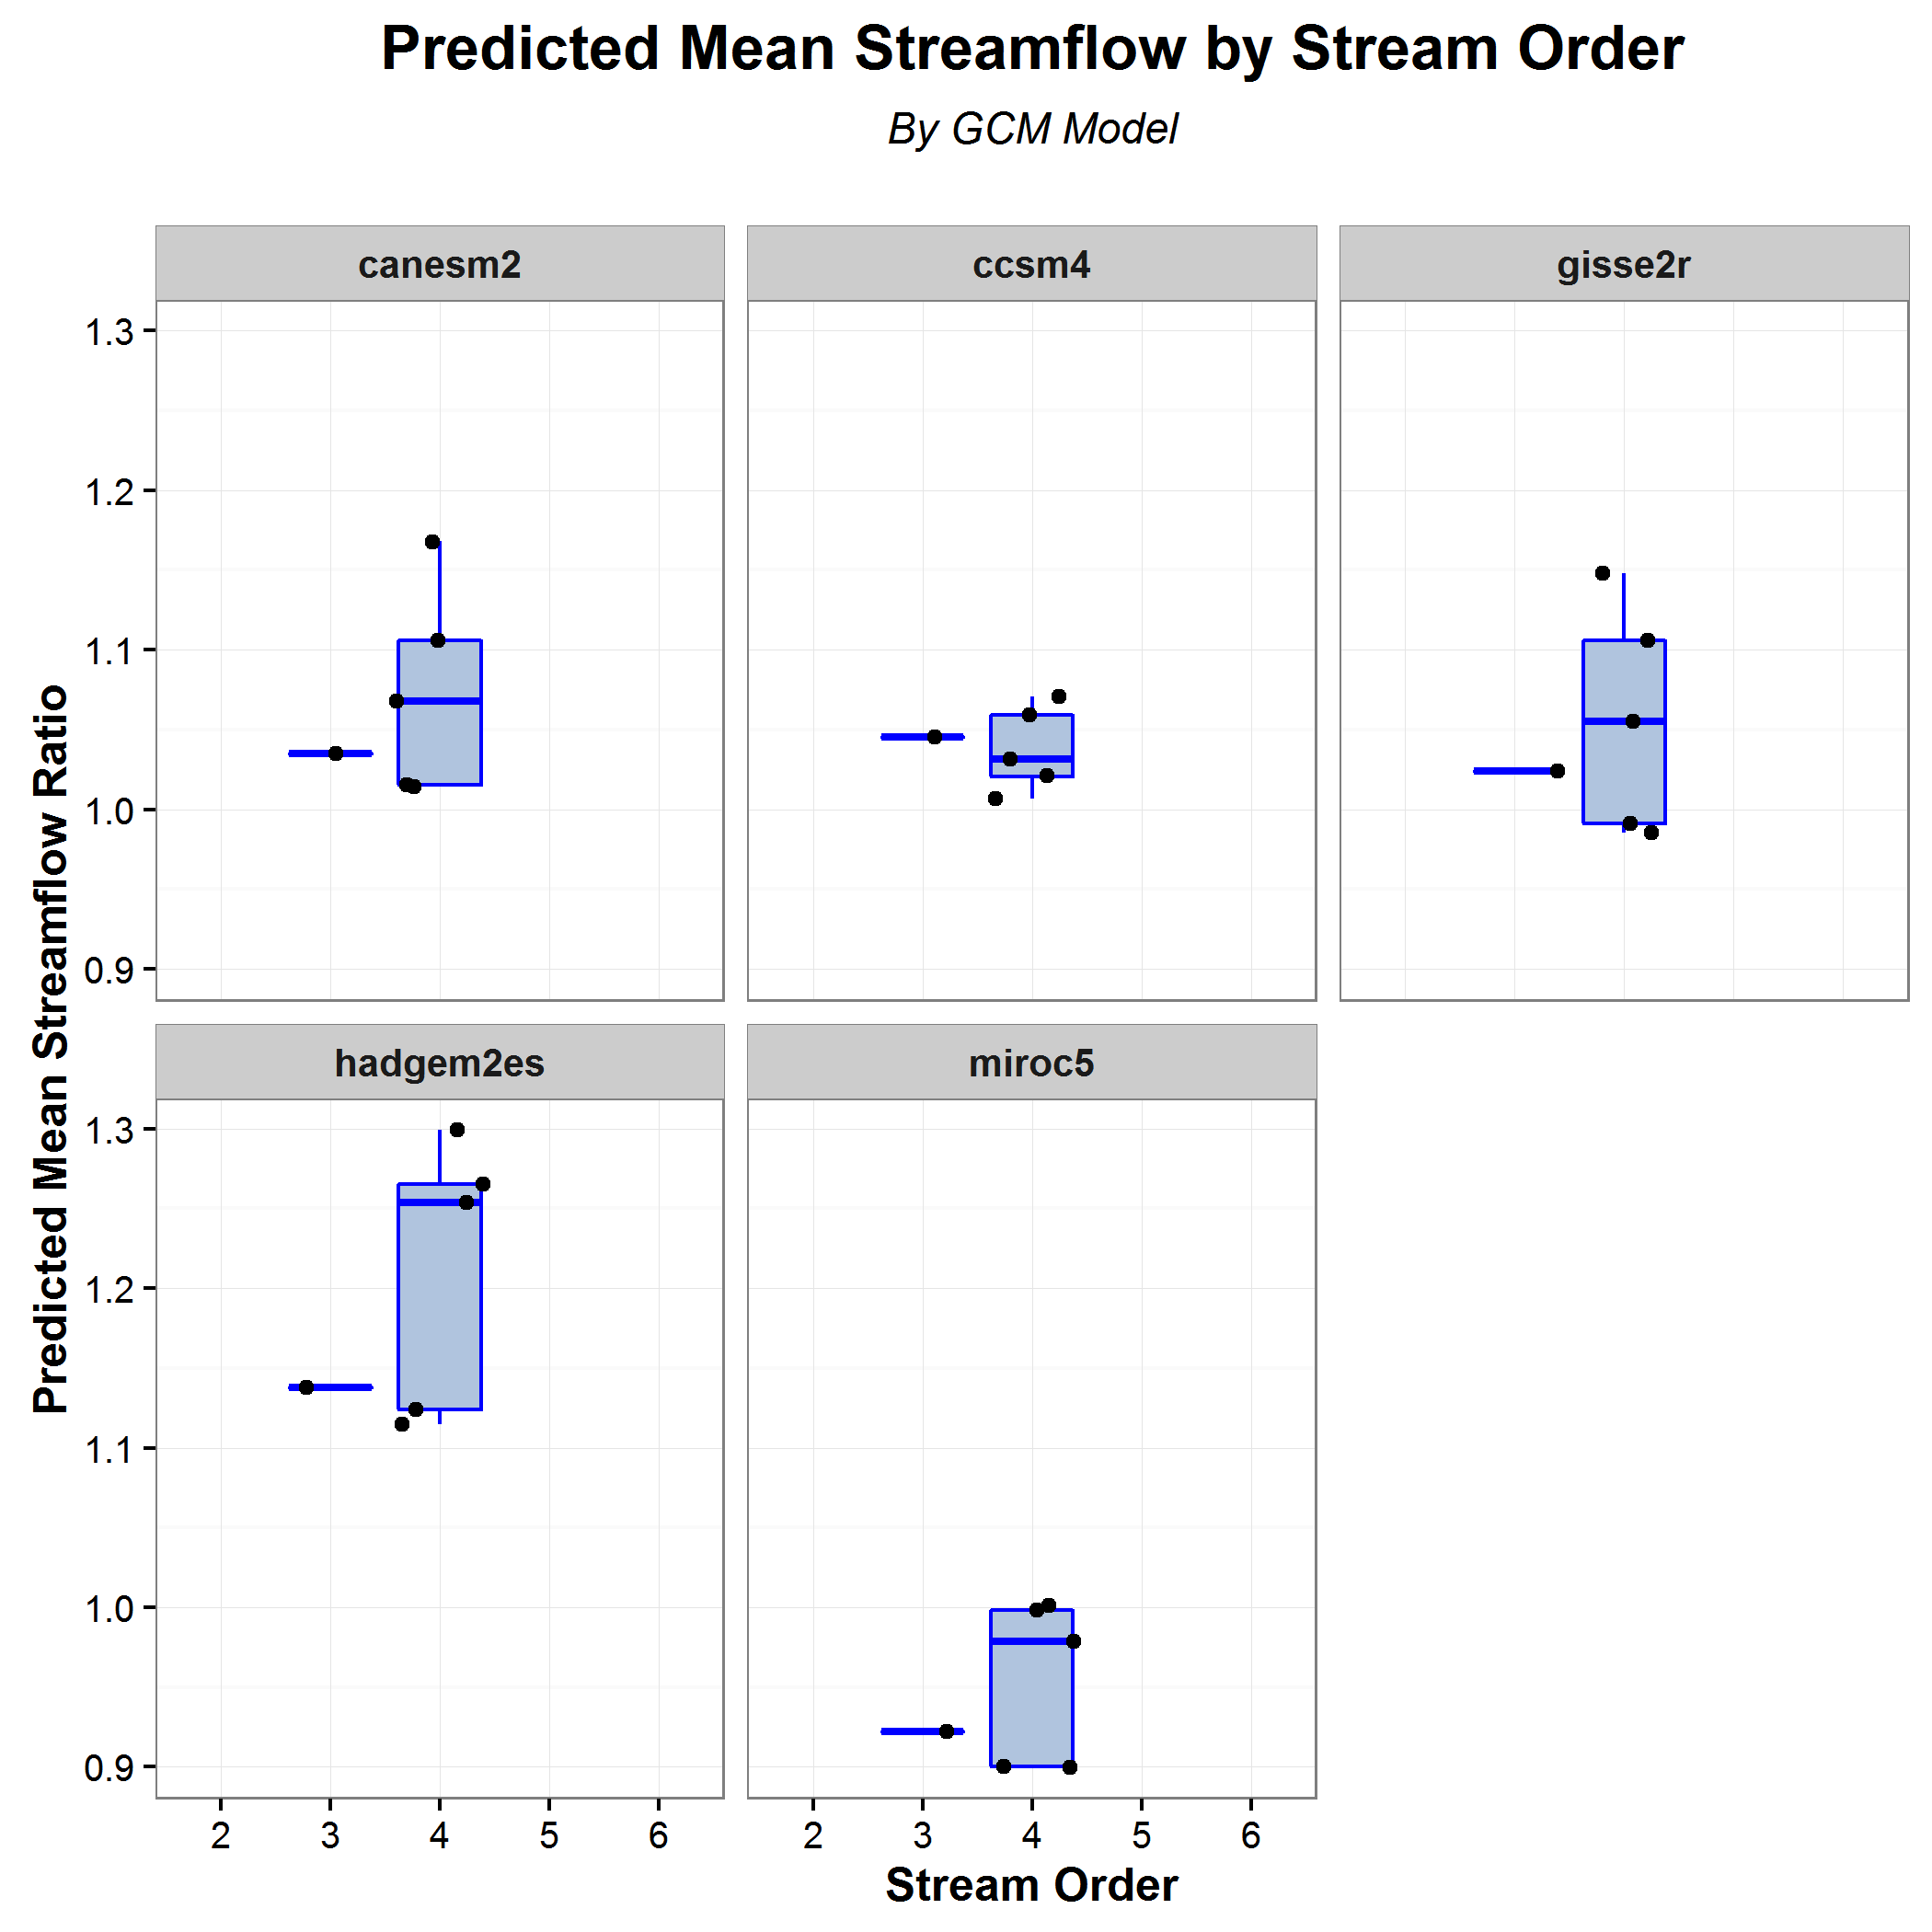 Predicted Mean Streamflow by Stream Order
By GCM Model
canesm2
ccsm4
gisse2r
1.3
1.2
1.1
1.0
0.9
Predicted Mean Streamflow Ratio
hadgem2es
miroc5
1.3
1.2
1.1
1.0
0.9
2 3 4 5 6
2 3 4 5 6
Stream Order